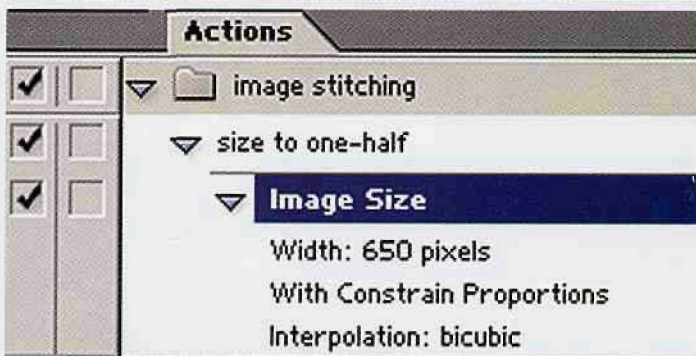 Actions
image stitching
size to one-half
Image Size
Width: 650 pixels
With Constrain Proportions
Interpolation: bicubic